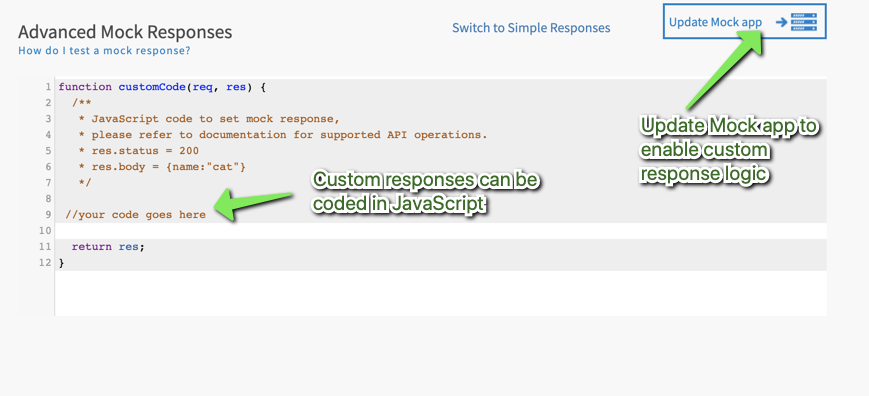 Advanced Mock Responses
How do I test a mock response?
Switch to Simple Responses
Update Mock app
1 function customCode(req, res) {
2 /**
3 * JavaScript code to set mock response,
4 * please refer to documentation for supported API operations.
5 * res.status = 200
6 * res.body = {name:"cat"}
7 */
8
9 //your code goes here
10
11 return res;
12 }
Custom responses can be
coded in JavaScript
Update Mock app to
enable custom
response logic